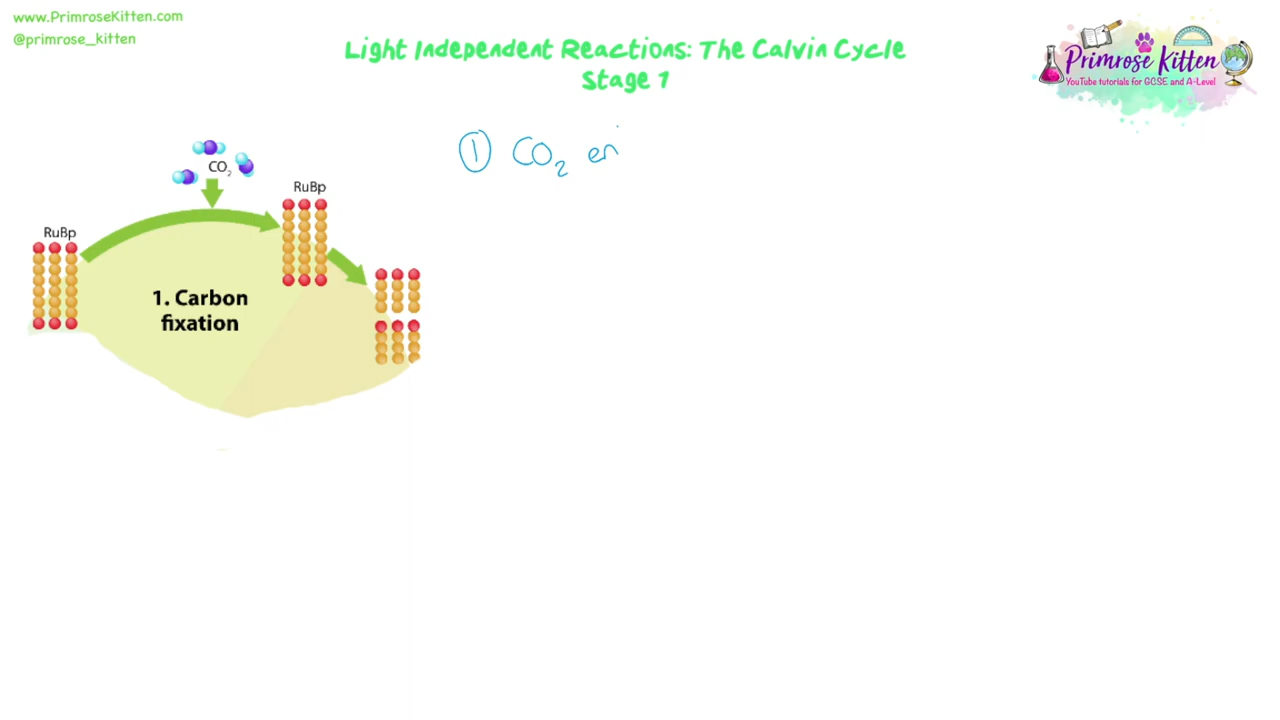 www.PrimroseKitten.com
@primrose_kitten
Light Independent Reactions: The Calvin Cycle
Stage 1
Primrose Kitten
YouTube tutorials for GCSE and A-Level
① CO₂ en
CO₂
RuBp
RuBp
1. Carbon
fixation